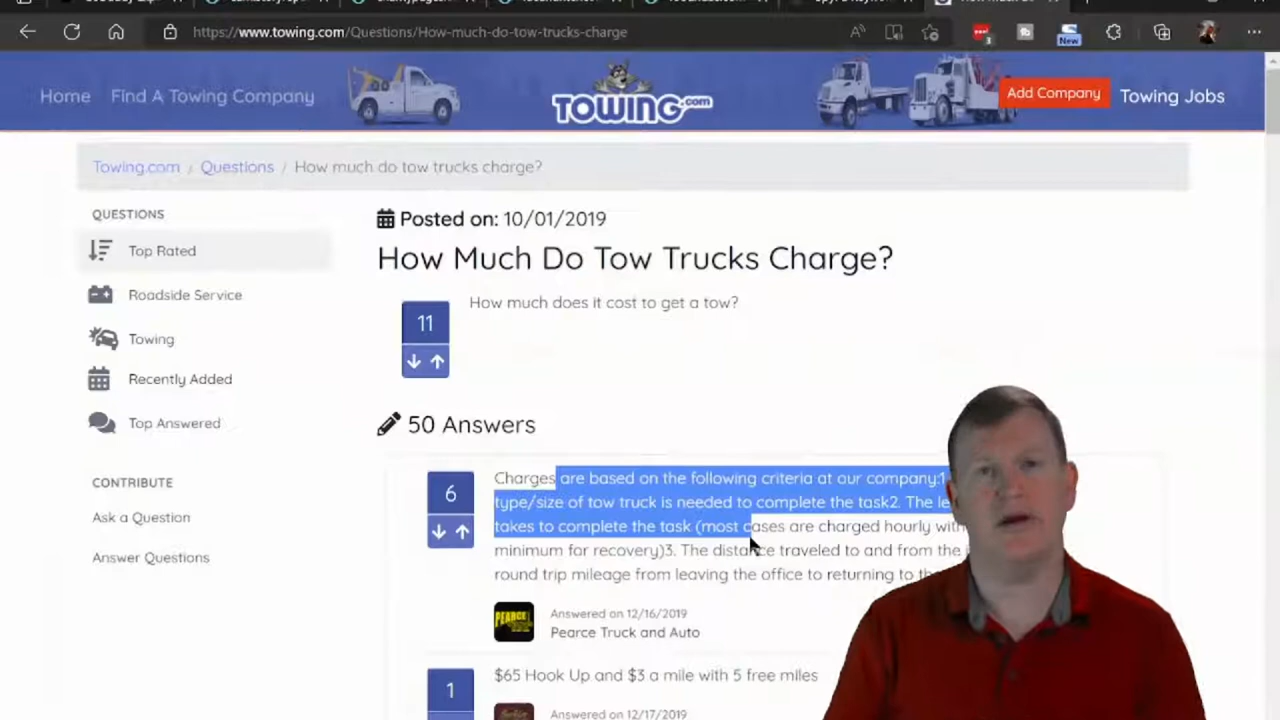 https://www.towing.com/Questions/How-much-do-tow-trucks-charge
3
New
Home
Find A Towing Company
TOWING.com
Add Company
Towing Jobs
Towing.com / Questions / How much do tow trucks charge?
QUESTIONS
Top Rated
Roadside Service
Towing
Recently Added
Top Answered
CONTRIBUTE
Ask a Question
Answer Questions
Posted on: 10/01/2019
How Much Do Tow Trucks Charge?
How much does it cost to get a tow?
11
50 Answers
6
Charges are based on the following criteria at our company:1
type/size of tow truck is needed to complete the task2. The
takes to complete the task (most cases are charged hourly
minimum for recovery)3. The distance traveled to and from the
round trip mileage from leaving the office to returning to
PEARCE
Answered on 12/16/2019
Pearce Truck and Auto
1
$65 Hook Up and $3 a mile with 5 free miles
Answered on 12/17/2019